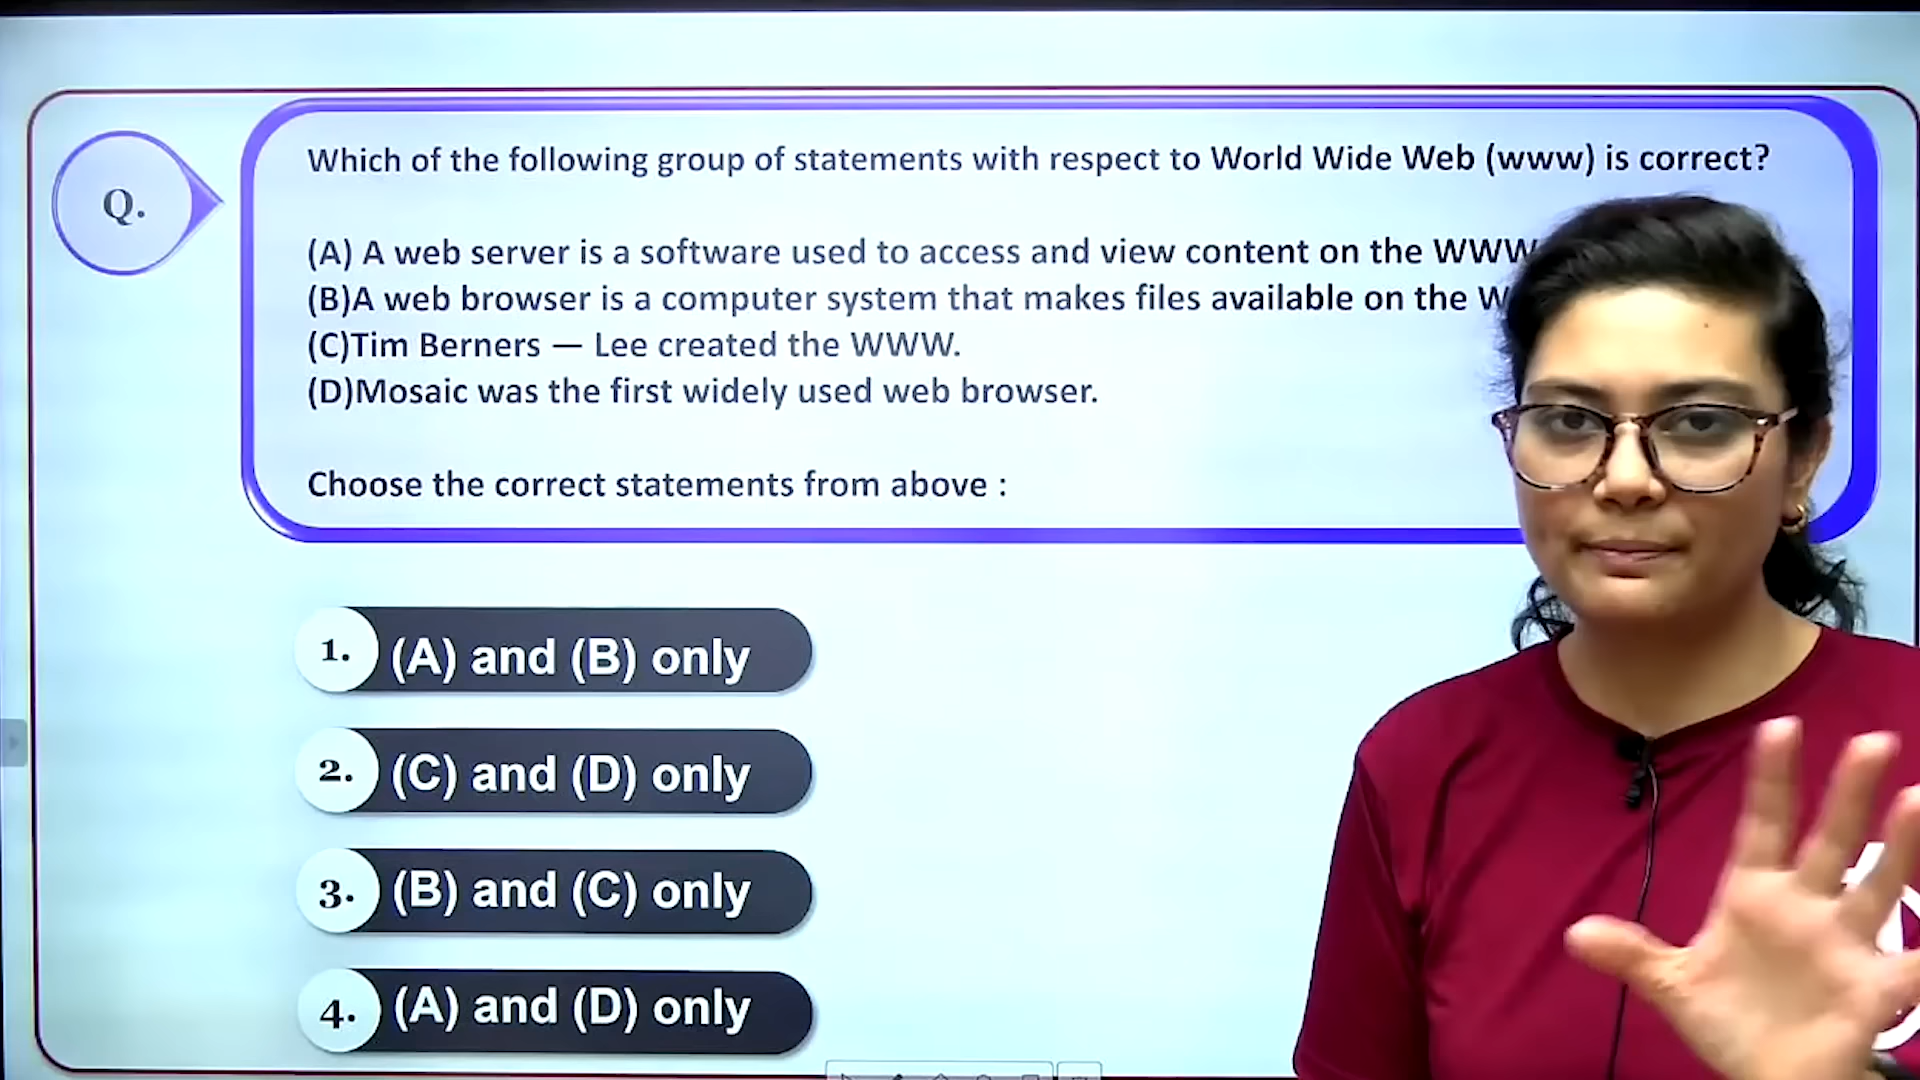 Q.
Which of the following group of statements with respect to World Wide Web (www) is correct?
(A) A web server is a software used to access and view content on the WWW
(B)A web browser is a computer system that makes files available on the
(C)Tim Berners — Lee created the WWW.
(D)Mosaic was the first widely used web browser.
Choose the correct statements from above :
1. (A) and (B) only
2. (C) and (D) only
3. (B) and (C) only
4. (A) and (D) only